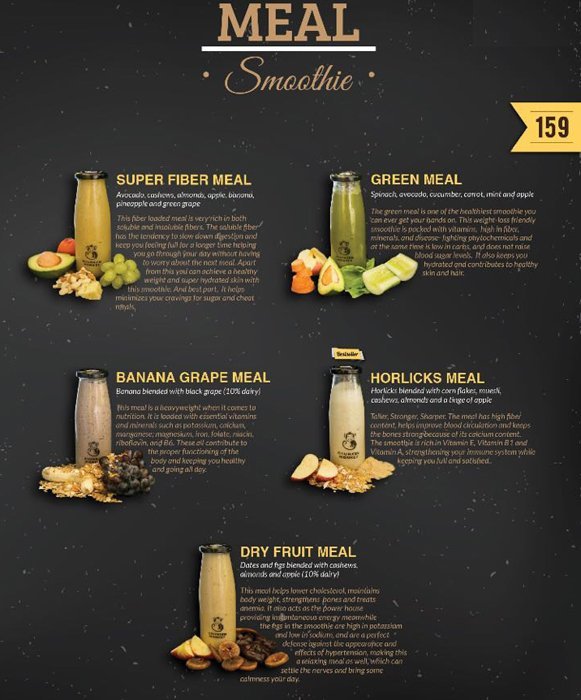 MEAL
Smoothie
159
SUPER FIBER MEAL
Avocado, cashews, almonds, apple, banana,
pineapple and green grape
This fiber loaded meal is very rich in both
soluble and insoluble fibers. The soluble fiber
has the tendency to slow down digestion and
keep you feeling full for a longer time helping
you go through your day without having
to worry about the next meal. Apart
from this you can achieve a healthy
weight and super hydrated skin with
this smoothie. And best part, It helps
minimizes your cravings for sugar and cheat
meals.
GREEN MEAL
Spinach, avocado, cucumber, carrot, mint and apple
The green meal is one of the healthiest smoothie you
can ever get your hands on. This weight-loss friendly
smoothie is packed with vitamins, high in fibre,
minerals, and disease- fighting phytochemicals and
at the same time is low in carbs, and does not raise
blood sugar levels. It also keeps you
hydrated and contributes to healthy
skin and hair.
BANANA GRAPE MEAL
Banana blended with black grape (10% dairy)
This meal is a heavyweight when it comes to
nutrition. It is loaded with essential vitamins
and minerals such as potassium, calcium,
manganese, magnesium, iron, folate, niacin,
riboflavin, and B6. These all contribute to
the proper functioning of the
body and keeping you healthy
and going all day.
Bestseller
HORLICKS MEAL
Horlicks blended with corn flakes, muesli,
cashews, almonds and a tinge of apple
Taller, Stronger, Sharper. The meal has high fiber
content, helps improve blood circulation and keeps
the bones strong because of its calcium content.
The smoothie is rich in Vitamin E, Vitamin B1 and
Vitamin A, strengthening your immune system while
keeping you full and satisfied.
DRY FRUIT MEAL
Dates and figs blended with cashews,
almonds and apple (10% dairy)
This meal helps lower cholesterol, maintains
body weight, strengthens bones and treats
anemia. It also acts as the power house
providing instantaneous energy meanwhile
the figs in the smoothie are high in potassium
and low in sodium, and are a perfect
defense against the appearance and
effects of hypertension, making this
a relaxing meal as well, which can
settle the nerves and bring some
calmness your day.